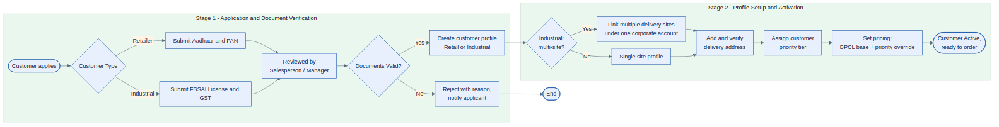 Stage 1 - Application and Document Verification
Customer applies
Customer Type
Retailer
Submit Aadhaar and PAN
Industrial
Submit FSSAI License and
GST
Reviewed by
Salesperson / Manager
Documents Valid?
Yes
Create customer profile
Retail or Industrial
No
Reject with reason,
notify applicant
End
Stage 2 - Profile Setup and Activation
Industrial:
multi-site?
Yes
Link multiple delivery sites
under one corporate account
No
Single site profile
Add and verify
delivery address
Assign customer
priority tier
Set pricing:
BPCL base + priority override
Customer Active,
ready to order